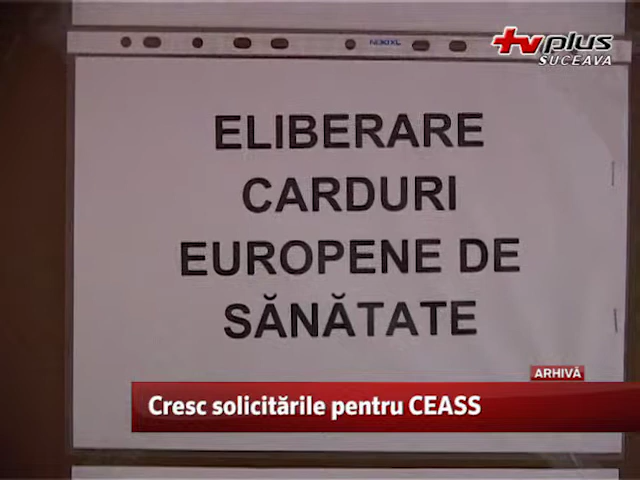 tvplus
SUCEAVA
ELIBERARE
CARDURI
EUROPENE DE
SĂNĂTATE
ARHIVĂ
Cresc solicitările pentru CEASS